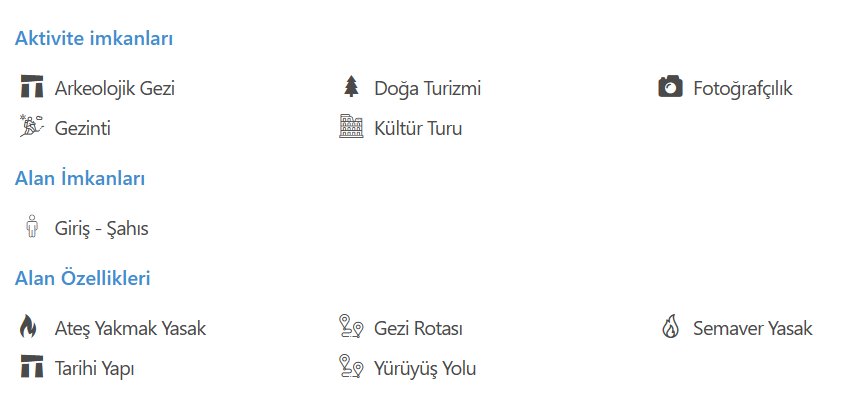 Aktivite imkanları
Arkeolojik Gezi Doğa Turizmi Fotoğrafçılık
Gezinti Kültür Turu
Alan İmkanları
Giriş - Şahıs
Alan Özellikleri
Ateş Yakmak Yasak Gezi Rotası Semaver Yasak
Tarihi Yapı Yürüyüş Yolu